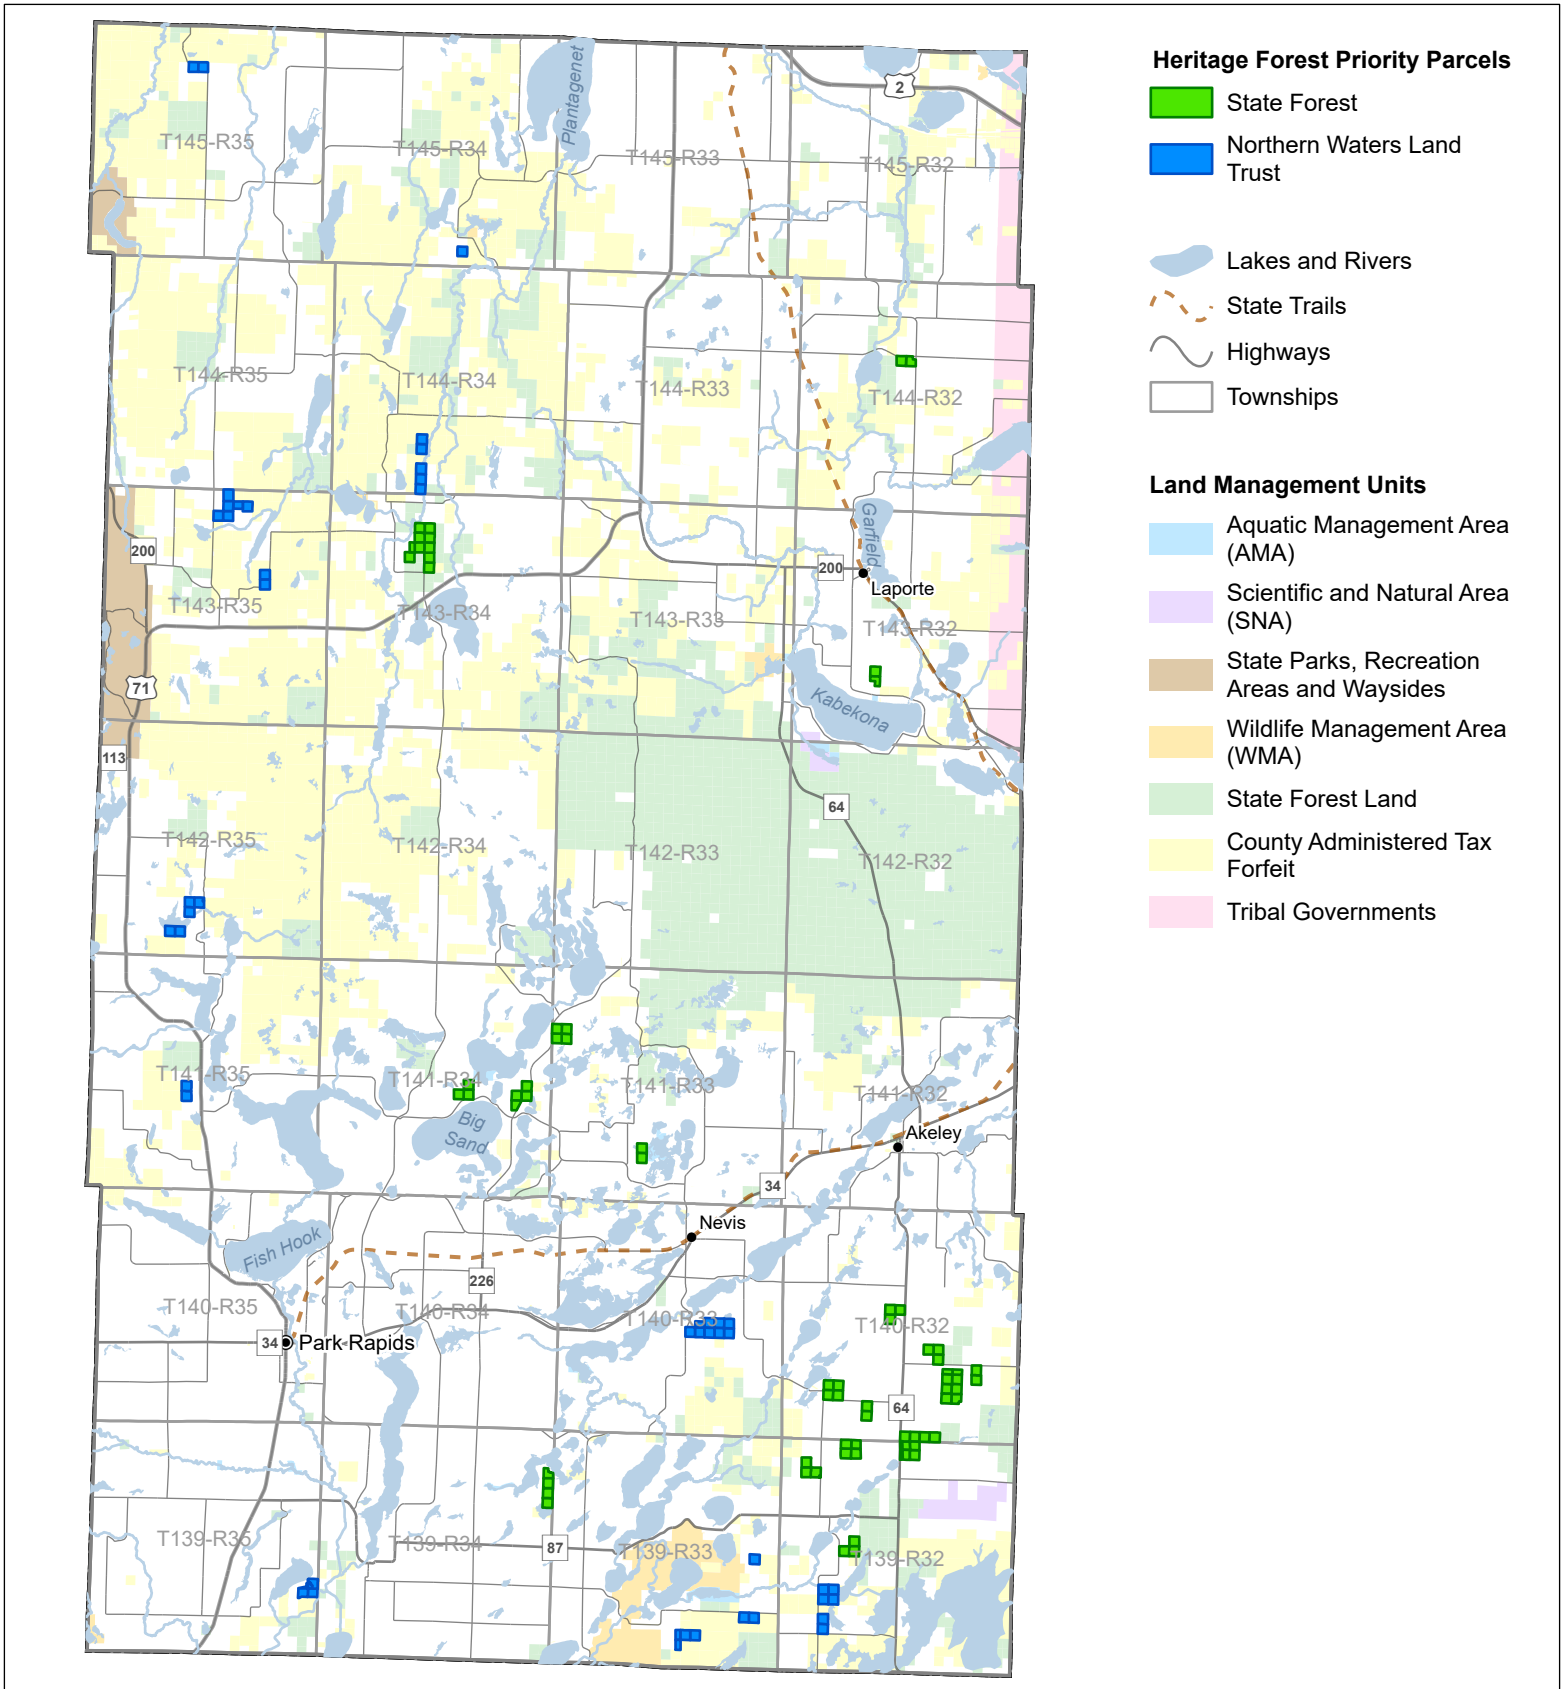 Plantagenet
2
T145-R35
T145-R34
T145-R33
T145-R32
T144-R35
T144-R34
T144-R33
T144-R32
Garfield
200
200
Laporte
T143-R35
T143-R34
T143-R33
T143-R32
71
Kabekona
113
64
T142-R35
T142-R34
T142-R33
T142-R32
T141-R35
T141-R34
T141-R33
T141-R32
Big
Sand
Akeley
34
Nevis
Fish Hook
226
T140-R35
T140-R34
T140-R33
T140-R32
34
Park Rapids
64
T139-R35
T139-R34
87
T139-R33
T139-R32
Heritage Forest Priority Parcels
State Forest
Northern Waters Land
Trust
Lakes and Rivers
State Trails
Highways
Townships
Land Management Units
Aquatic Management Area
(AMA)
Scientific and Natural Area
(SNA)
State Parks, Recreation
Areas and Waysides
Wildlife Management Area
(WMA)
State Forest Land
County Administered Tax
Forfeit
Tribal Governments